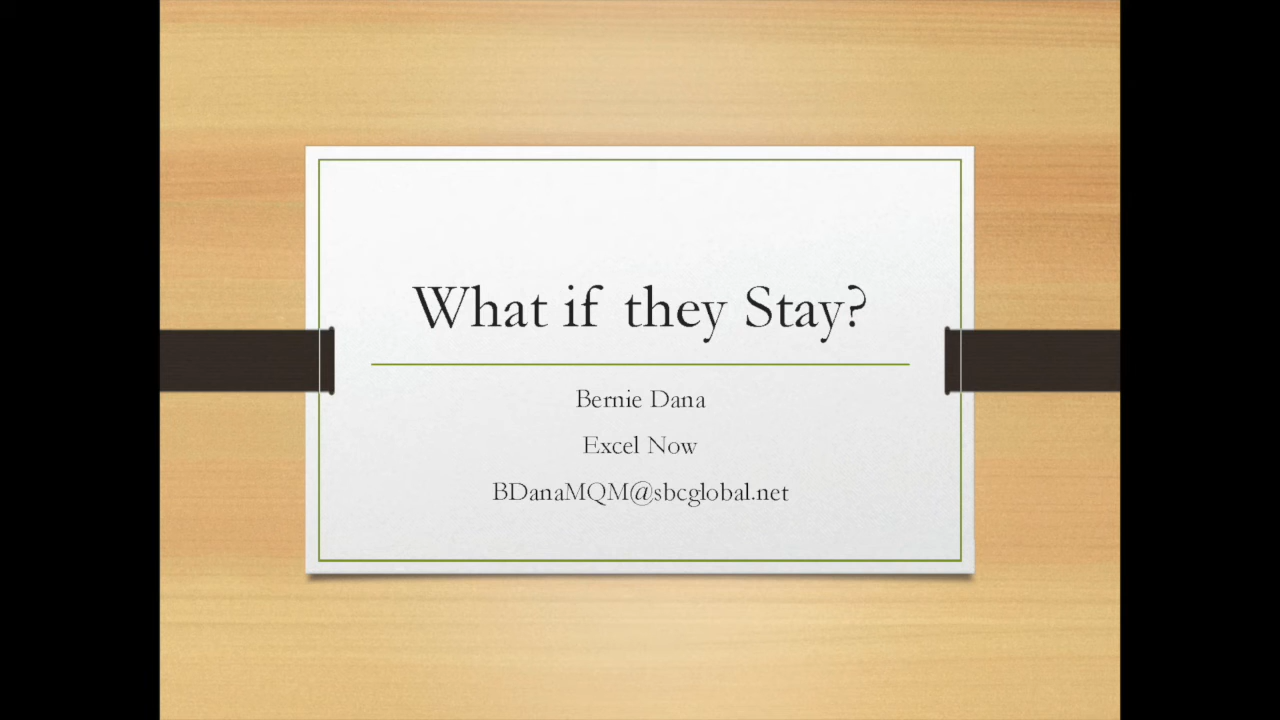 What if they Stay?
Bernie Dana
Excel Now
BDanaMQM@sbcglobal.net